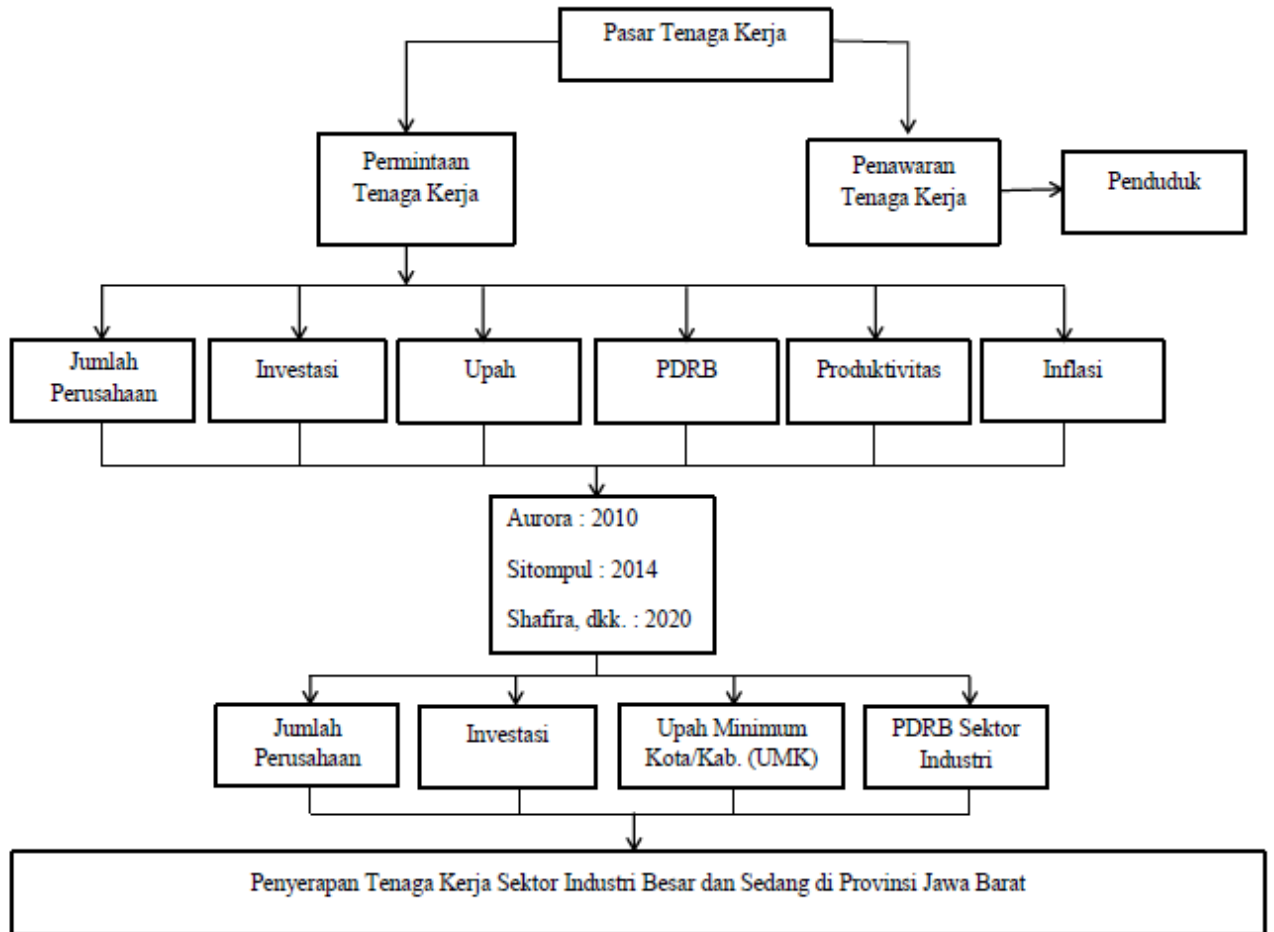 Pasar Tenaga Kerja
Permintaan
Tenaga Kerja
Penawaran
Tenaga Kerja
Penduduk
Jumlah
Perusahaan
Investasi
Upah
PDRB
Produktivitas
Inflasi
Aurora : 2010
Sitompul : 2014
Shafira, dkk. : 2020
Jumlah
Perusahaan
Investasi
Upah Minimum
Kota/Kab. (UMK)
PDRB Sektor
Industri
Penyerapan Tenaga Kerja Sektor Industri Besar dan Sedang di Provinsi Jawa Barat